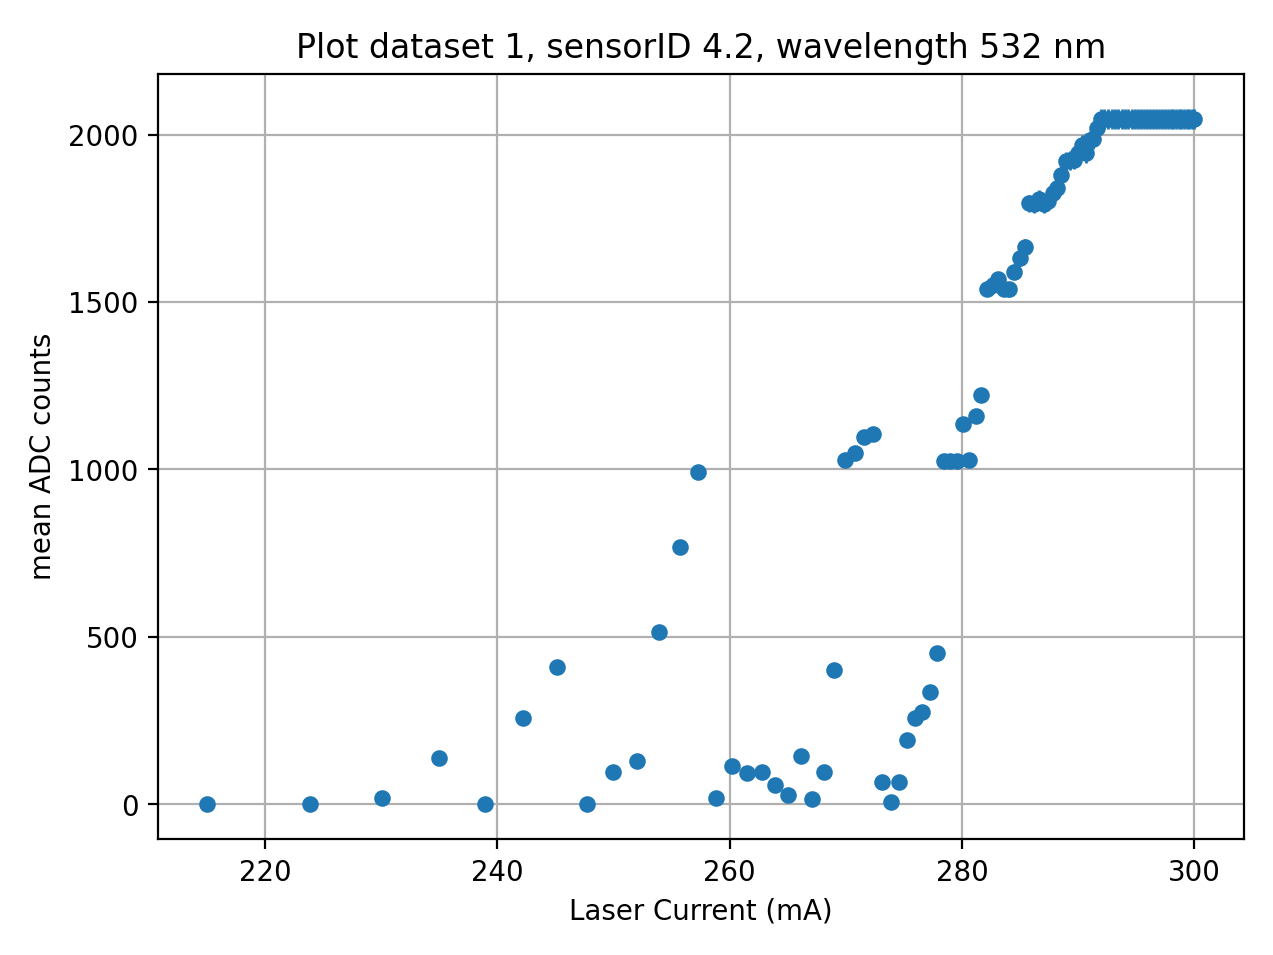 Plot dataset 1, sensorID 4.2, wavelength 532 nm
mean ADC counts
2000
1500
1000
500
0
220 240 260 280 300
Laser Current (mA)